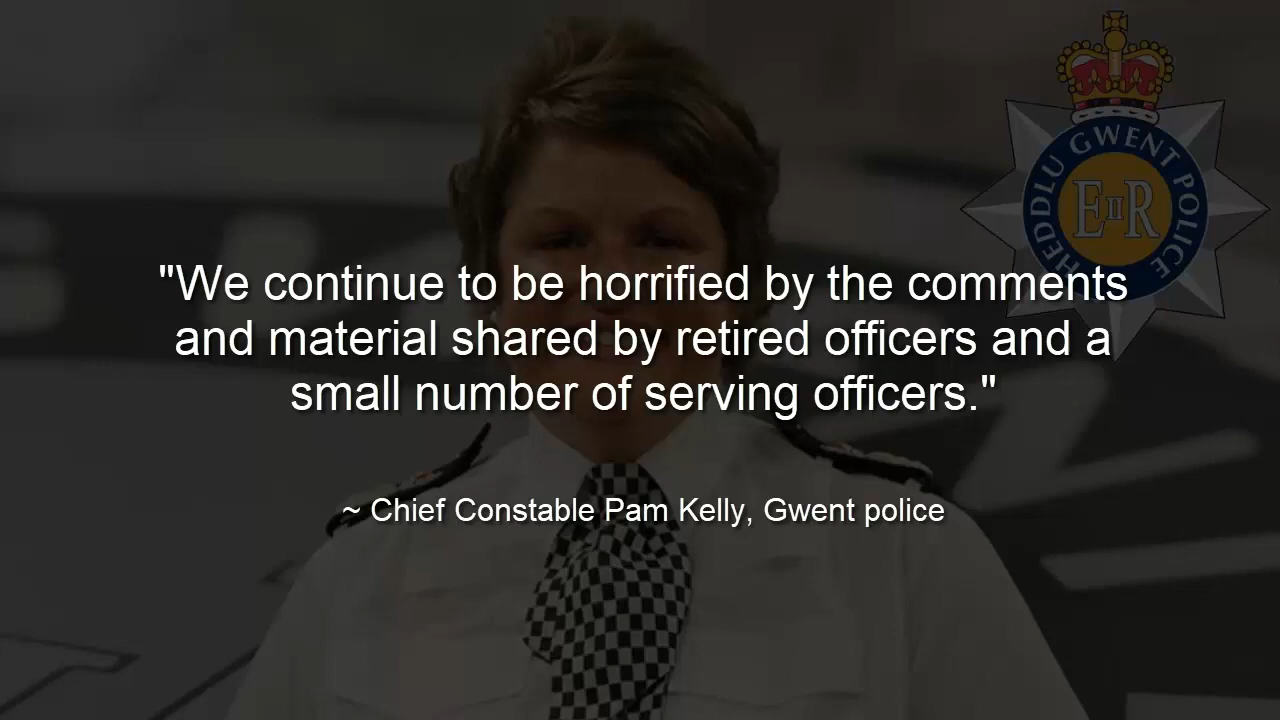 HEDDLU GWENT POLICE
EIIR
"We continue to be horrified by the comments
and material shared by retired officers and a
small number of serving officers."
~ Chief Constable Pam Kelly, Gwent police